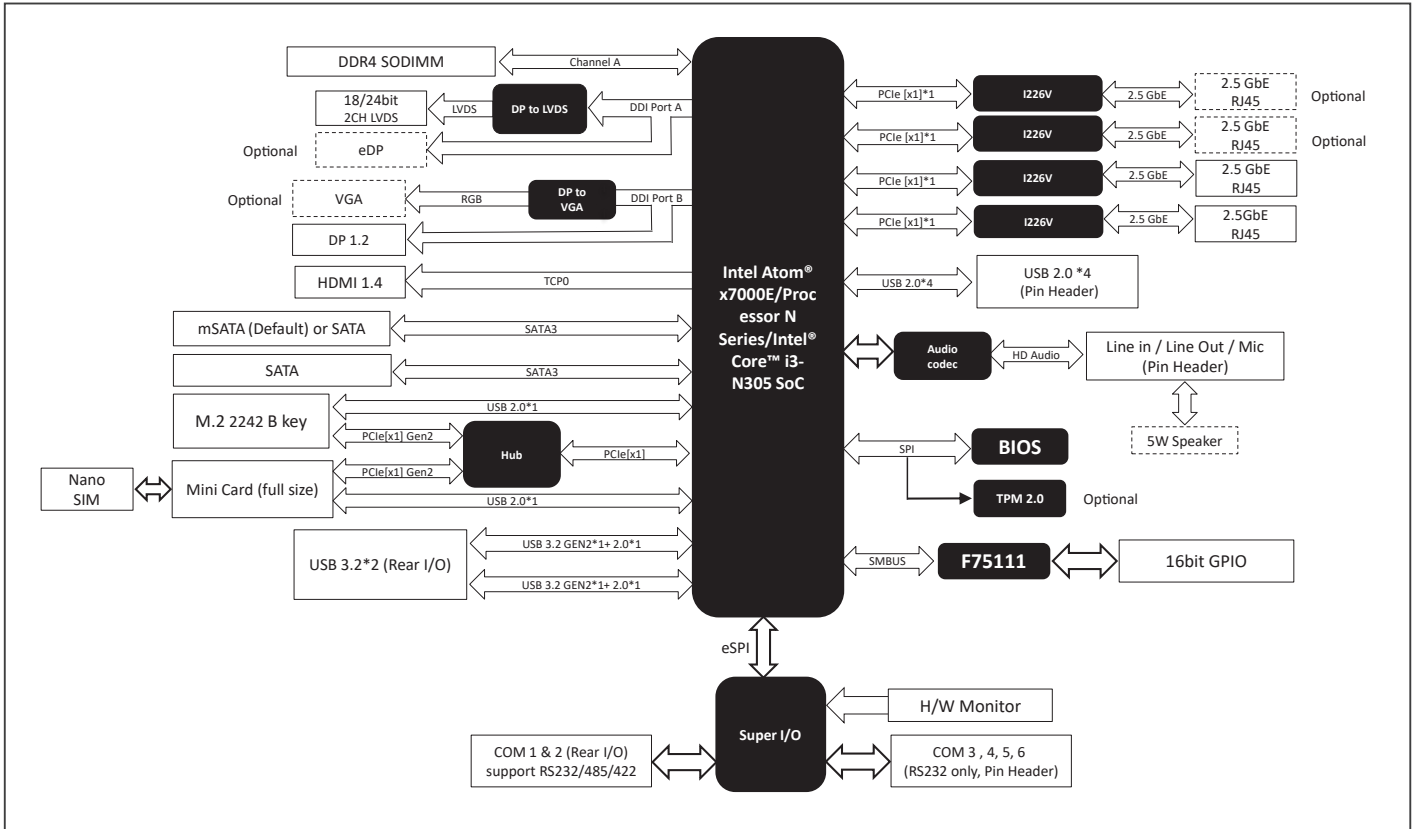 DDR4 SODIMM
Channel A
18/24bit
2CH LVDS
LVDS
DP to LVDS
DDI Port A
Optional
eDP
Optional
VGA
RGB
DP to
VGA
DDI Port B
DP 1.2
HDMI 1.4
TCP0
mSATA (Default) or SATA
SATA3
SATA
SATA3
M.2 2242 B key
USB 2.0*1
PCIe[x1] Gen2
Hub
PCIe[x1]
Nano
SIM
Mini Card (full size)
PCIe[x1] Gen2
USB 2.0*1
USB 3.2*2 (Rear I/O)
USB 3.2 GEN2*1+ 2.0*1
USB 3.2 GEN2*1+ 2.0*1
Intel Atom®
x7000E/Proc
essor N
Series/Intel®
Core™ i3-
N305 SoC
PCIe [x1]*1
I226V
2.5 GbE
2.5 GbE
RJ45
Optional
PCIe [x1]*1
I226V
2.5 GbE
2.5 GbE
RJ45
Optional
PCIe [x1]*1
I226V
2.5 GbE
2.5 GbE
RJ45
PCIe [x1]*1
I226V
2.5 GbE
2.5GbE
RJ45
USB 2.0*4
USB 2.0 *4
(Pin Header)
Audio
codec
HD Audio
Line in / Line Out / Mic
(Pin Header)
5W Speaker
SPI
BIOS
TPM 2.0
Optional
SMBUS
F75111
16bit GPIO
eSPI
Super I/O
H/W Monitor
COM 1 & 2 (Rear I/O)
support RS232/485/422
COM 3 , 4, 5, 6
(RS232 only, Pin Header)